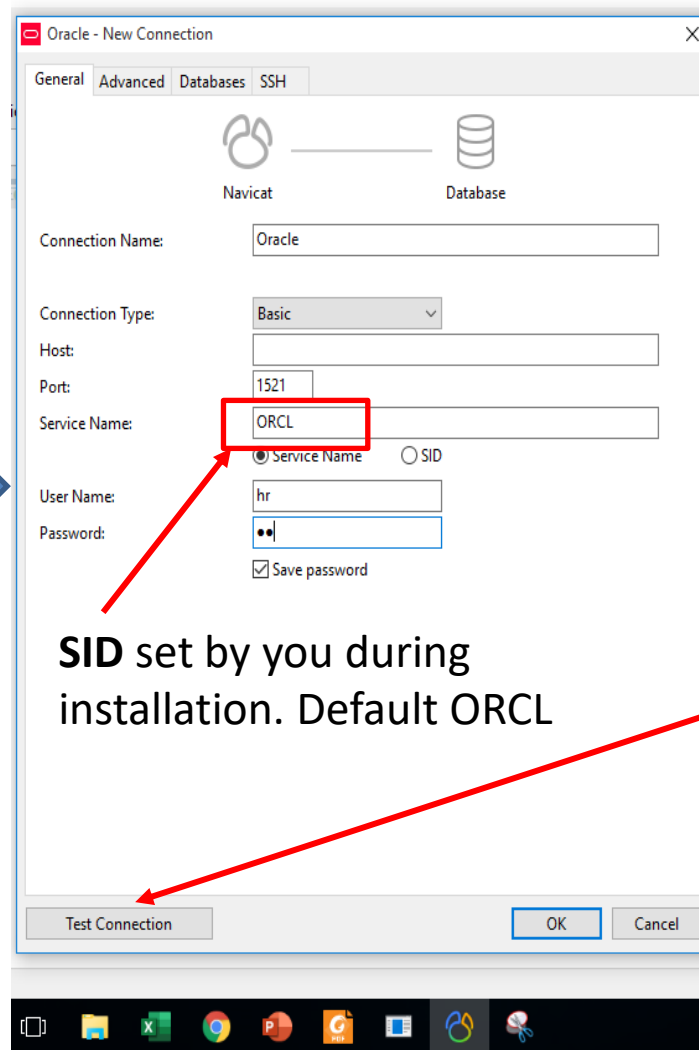 Oracle - New Connection
General Advanced Databases SSH
Navicat Database
Connection Name: Oracle
Connection Type: Basic
Host:
Port: 1521
Service Name: ORCL
Service Name SID
User Name: hr
Password: ••
Save password
SID set by you during
installation. Default ORCL
Test Connection OK Cancel